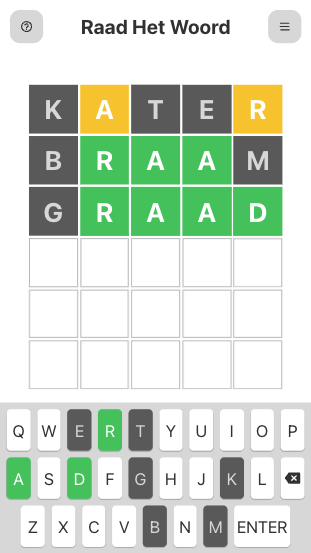 Raad Het Woord
K A T E R
B R A A M
G R A A D
Q W E R T Y U I O P
A S D F G H J K L
Z X C V B N M ENTER